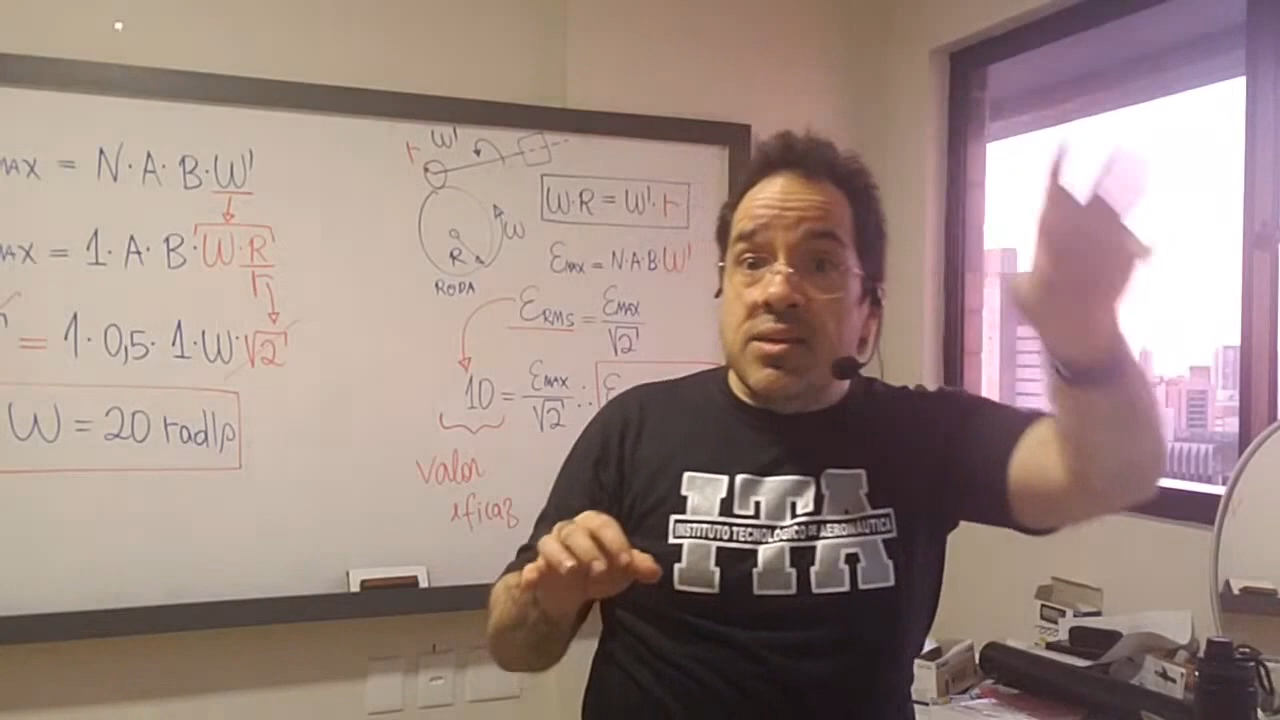 MAX = N·A·B·W'
MAX = 1·A·B·W·R
r
= 1·0,5·1·W·√2
W = 20 rad/s
r W'
W
R
RODA
W·R = W'·r
εMAX = N·A·B·W'
εRMS = εMAX/√2
10 = εMAX/√2 ∴ ε
valor
eficaz
ITA
INSTITUTO TECNOLÓGICO DE AERONÁUTICA